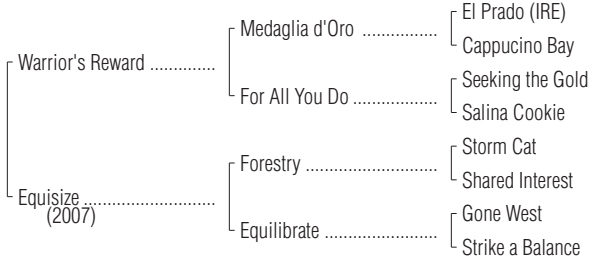 El Prado (IRE)
Medaglia d'Oro ................
Cappucino Bay
Warrior's Reward ..............
Seeking the Gold
For All You Do ..................
Salina Cookie
Storm Cat
Forestry ............................
Shared Interest
Equisize ............................
(2007)
Gone West
Equilibrate ........................
Strike a Balance